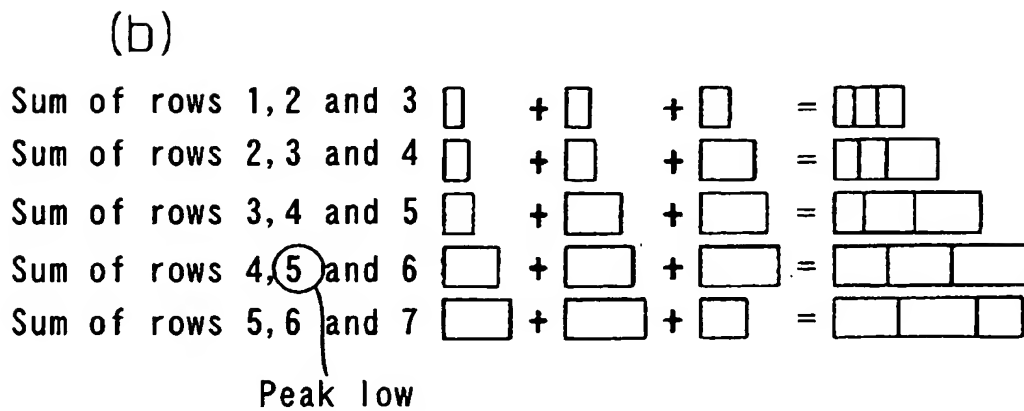 (b)
Sum of rows 1,2 and 3 + + =
Sum of rows 2,3 and 4 + + =
Sum of rows 3,4 and 5 + + =
Sum of rows 4,5 and 6 + + =
Sum of rows 5,6 and 7 + + =
Peak low